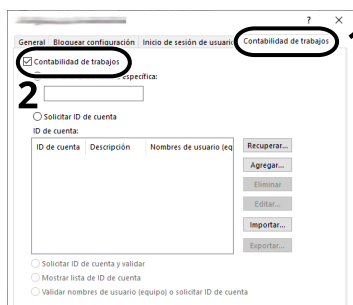 ? ×
General Bloquear configuración Inicio de sesión de usuario Contabilidad de trabajos
1
Contabilidad de trabajos
específica:
2
Solicitar ID de cuenta
ID de cuenta:
ID de cuenta Descripción Nombres de usuario (eq
Recuperar...
Agregar...
Eliminar
Editar...
Importar...
Exportar...
Solicitar ID de cuenta y validar
Mostrar lista de ID de cuenta
Validar nombres de usuario (equipo) o solicitar ID de cuenta